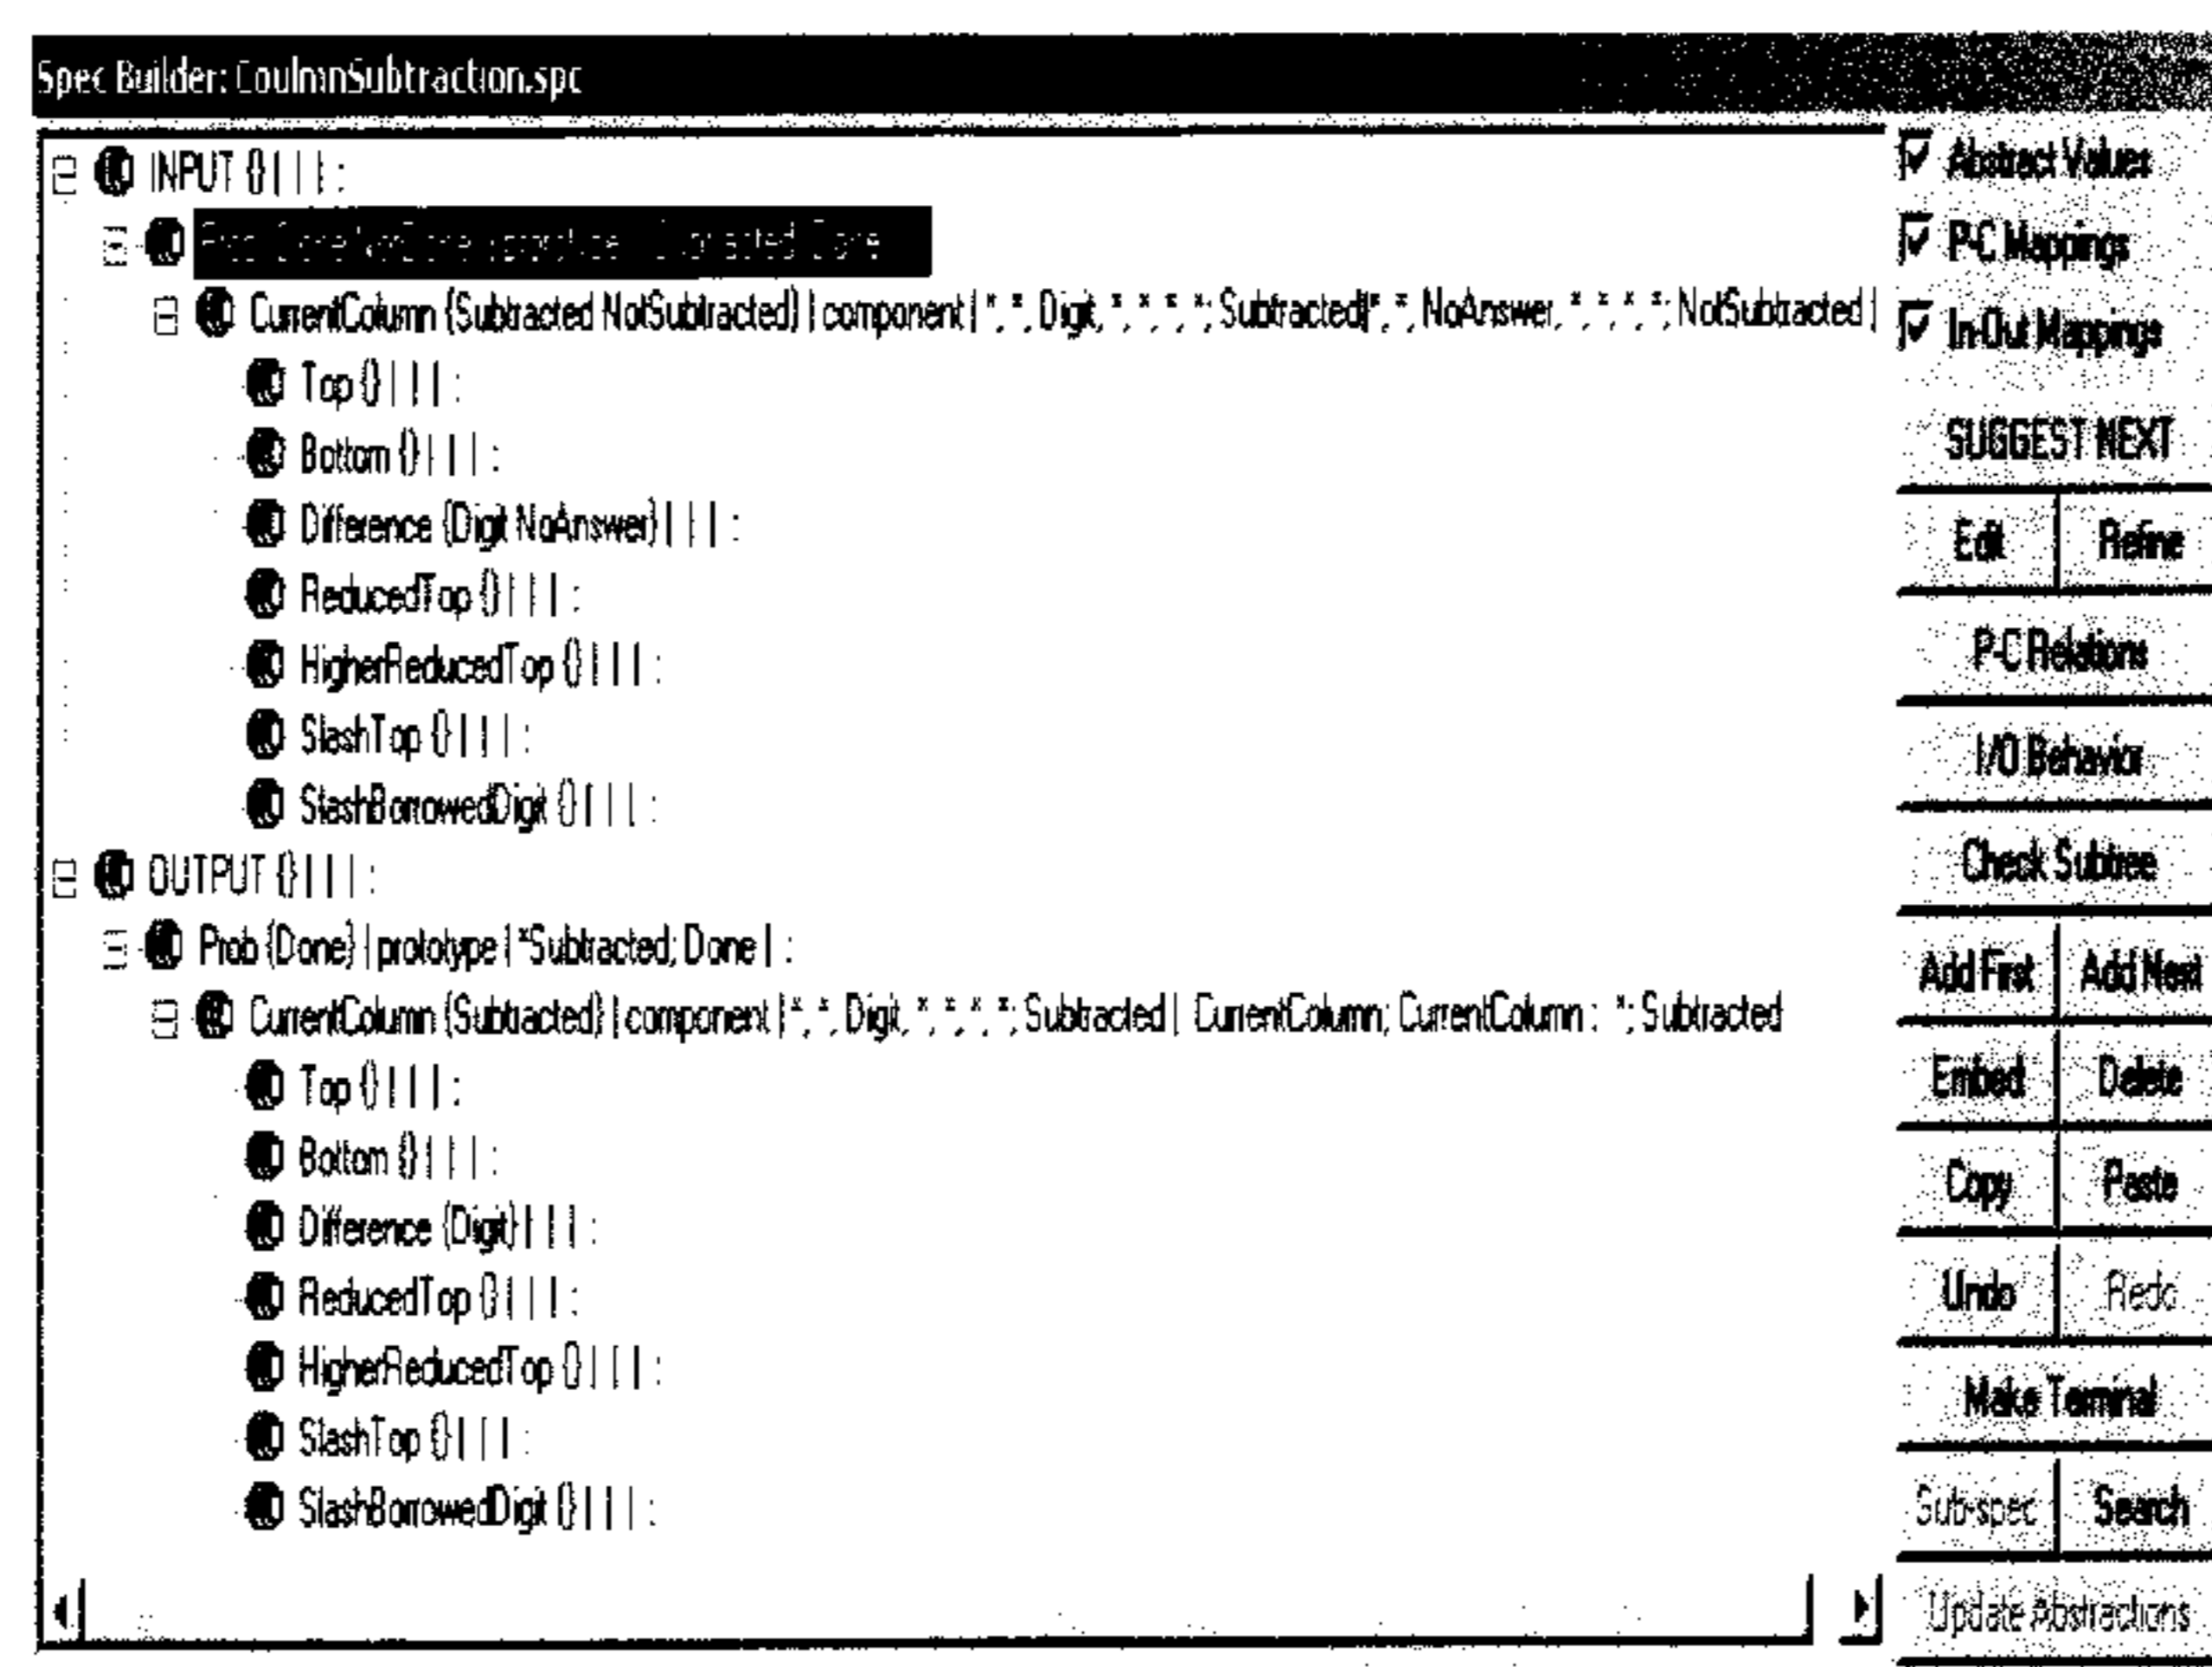 Spec Builder: CoulmnSubtraction.spc
INPUT {} | | | :
CurrentColumn {Subtracted NotSubtracted} | component | *, *, Digit, *, *, *, *; Subtracted|*, *, NoAnswer, *, *, *, *; NotSubtracted |
Top {} | | | :
Bottom {} | | | :
Difference {Digit NoAnswer} | | | :
ReducedTop {} | | | :
HigherReducedTop {} | | | :
SlashTop {} | | | :
SlashBorrowedDigit {} | | | :
OUTPUT {} | | | :
Prob {Done} | prototype | *Subtracted; Done | :
CurrentColumn {Subtracted} | component | *, *, Digit, *, *, *, *; Subtracted | CurrentColumn; CurrentColumn : *; Subtracted
Top {} | | | :
Bottom {} | | | :
Difference {Digit} | | | :
ReducedTop {} | | | :
HigherReducedTop {} | | | :
SlashTop {} | | | :
SlashBorrowedDigit {} | | | :
Abstract Values
P-C Mappings
In-Out Mappings
SUGGEST NEXT
Edit Refine
P-C Relations
I/O Behavior
Check Subtree
Add First Add Next
Embed Delete
Copy Paste
Undo Redo
Make Terminal
Sub-spec Search
Update Abstractions